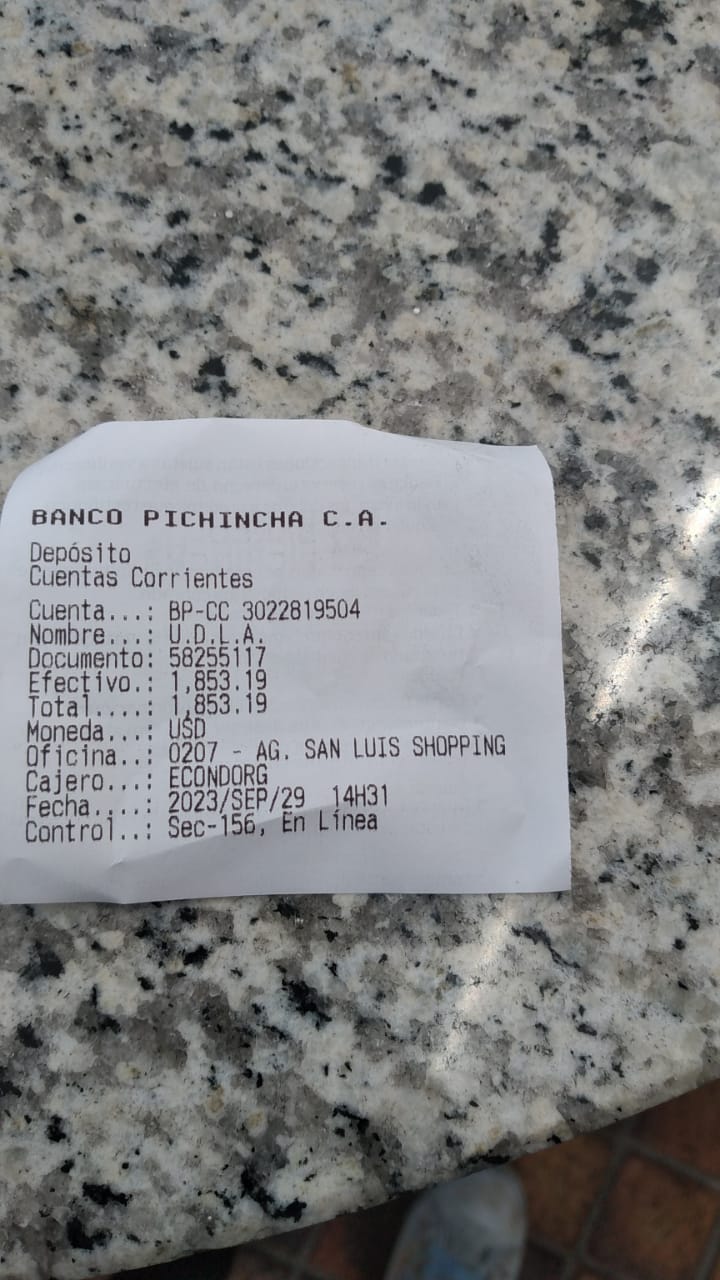 BANCO PICHINCHA C.A.
Depósito
Cuentas Corrientes
Cuenta...: BP-CC 3022819504
Nombre...: U.D.L.A.
Documento: 58255117
Efectivo.: 1,853.19
Total....: 1,853.19
Moneda...: USD
Oficina..: 0207 - AG. SAN LUIS SHOPPING
Cajero...: ECONDORG
Fecha....: 2023/SEP/29 14H31
Control..: Sec-156, En Línea